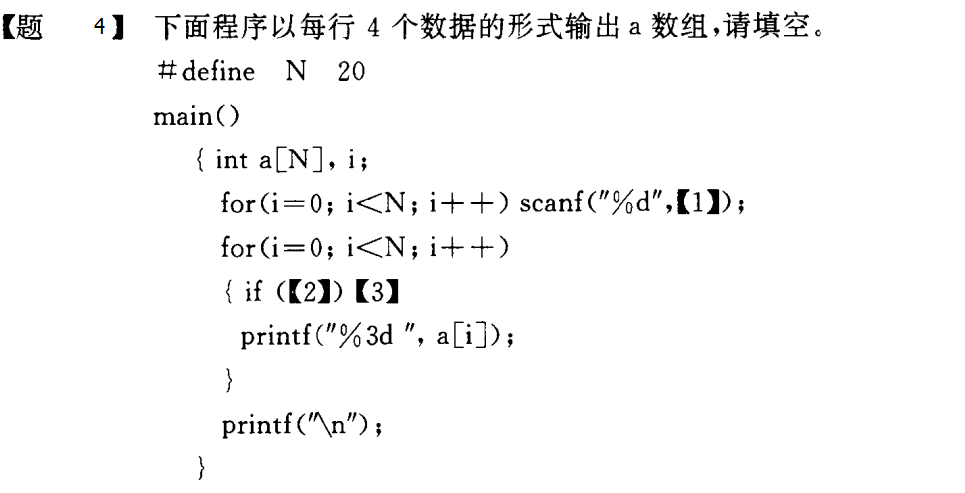 【题 4】 下面程序以每行 4 个数据的形式输出 a 数组,请填空。
#define N 20
main()
{ int a[N], i;
for(i=0; i<N; i++) scanf("%d",【1】);
for(i=0; i<N; i++)
{ if (【2】)【3】
printf("%3d ", a[i]);
}
printf("\n");
}